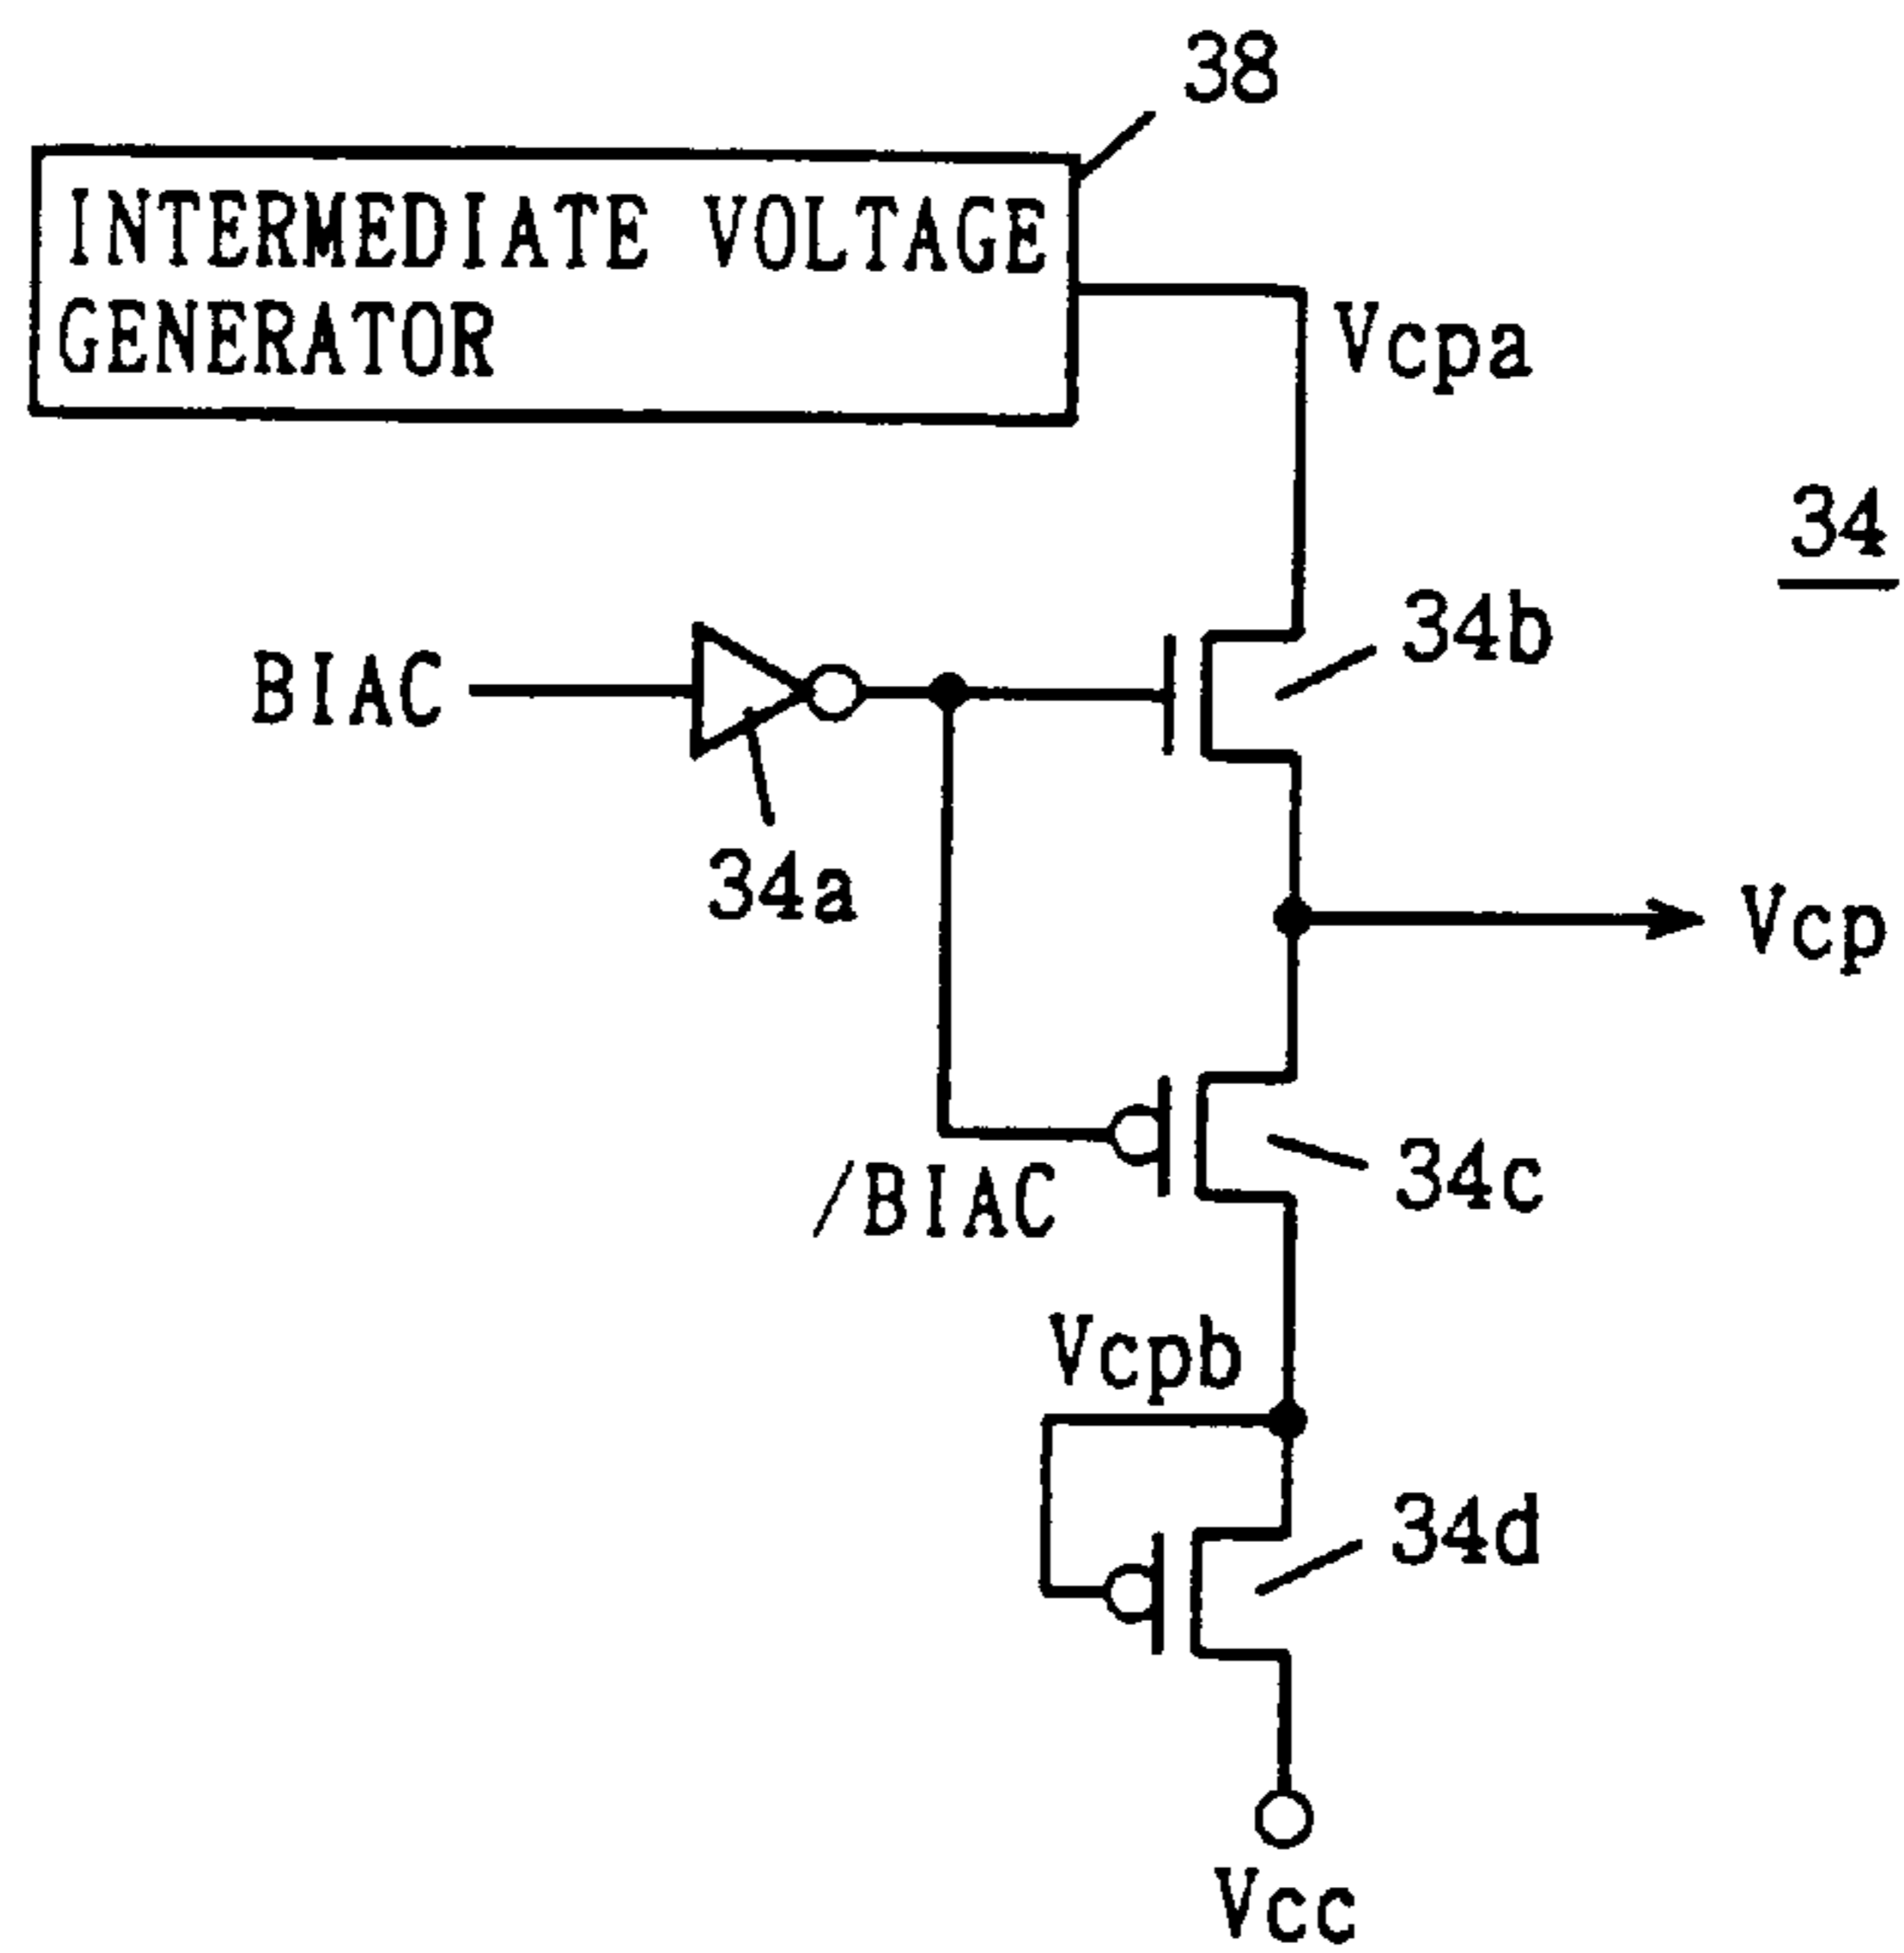 38
INTERMEDIATE VOLTAGE
GENERATOR
Vcpa
34
34b
BIAC
34a
Vcp
/BIAC
34c
Vcpb
34d
Vcc